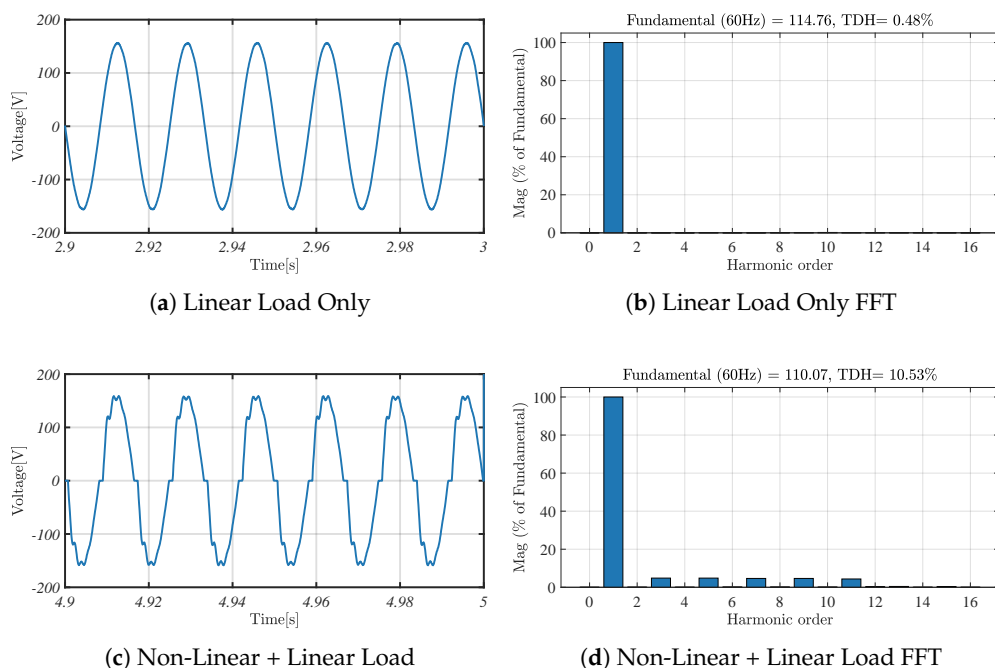 200
100
0
-100
-200
Voltage[V]
2.9
2.92
2.94
2.96
2.98
3
Time[s]
(a) Linear Load Only
Fundamental (60Hz) = 114.76, TDH= 0.48%
100
80
60
40
20
0
Mag (% of Fundamental)
0 2 4 6 8 10 12 14 16
Harmonic order
(b) Linear Load Only FFT
200
100
0
-100
-200
Voltage[V]
4.9
4.92
4.94
4.96
4.98
5
Time[s]
(c) Non-Linear + Linear Load
Fundamental (60Hz) = 110.07, TDH= 10.53%
100
80
60
40
20
0
Mag (% of Fundamental)
0 2 4 6 8 10 12 14 16
Harmonic order
(d) Non-Linear + Linear Load FFT